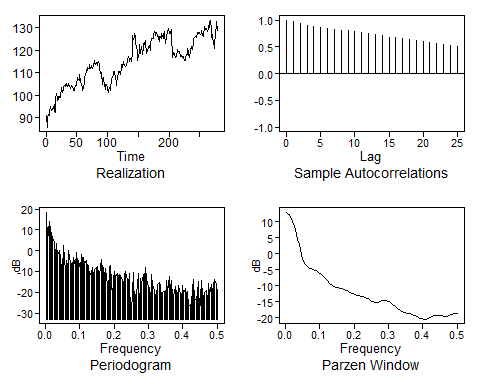 130
120
110
100
90
0 50 100 200
Time
Realization
1.0
0.5
0.0
-0.5
-1.0
0 5 10 15 20 25
Lag
Sample Autocorrelations
20
10
0
-10
-20
-30
dB
0.0 0.1 0.2 0.3 0.4 0.5
Frequency
Periodogram
10
5
0
-5
-10
-15
-20
dB
0.0 0.1 0.2 0.3 0.4 0.5
Frequency
Parzen Window